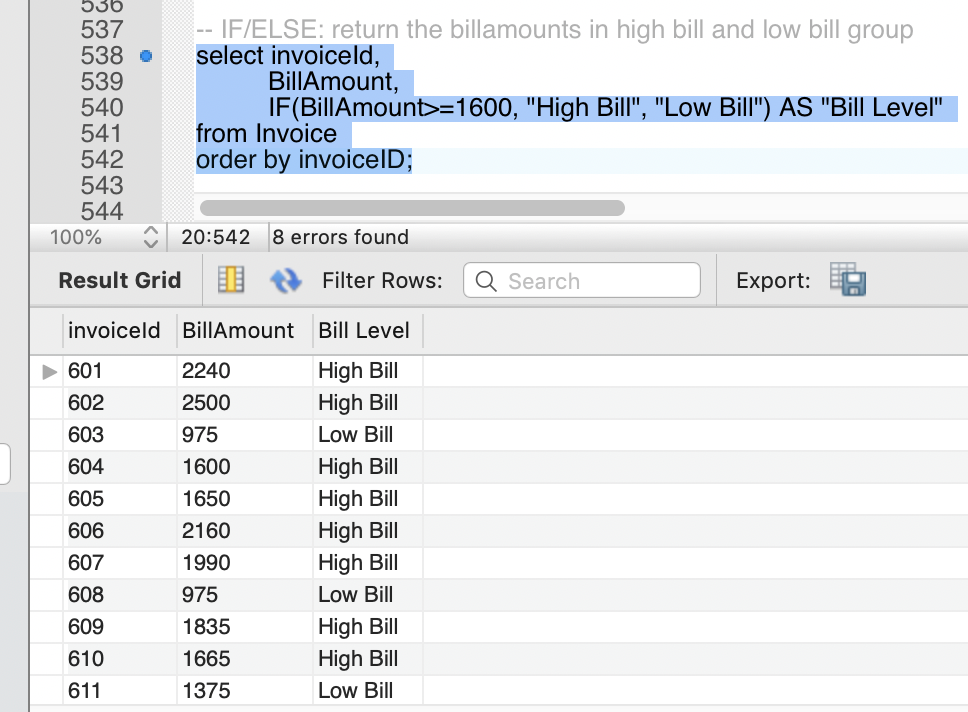 536
537 -- IF/ELSE: return the billamounts in high bill and low bill group
538 select invoiceId,
539 BillAmount,
540 IF(BillAmount>=1600, "High Bill", "Low Bill") AS "Bill Level"
541 from Invoice
542 order by invoiceID;
543
544
100% 20:542 8 errors found
Result Grid Filter Rows: Search Export:
invoiceId BillAmount Bill Level
601 2240 High Bill
602 2500 High Bill
603 975 Low Bill
604 1600 High Bill
605 1650 High Bill
606 2160 High Bill
607 1990 High Bill
608 975 Low Bill
609 1835 High Bill
610 1665 High Bill
611 1375 Low Bill